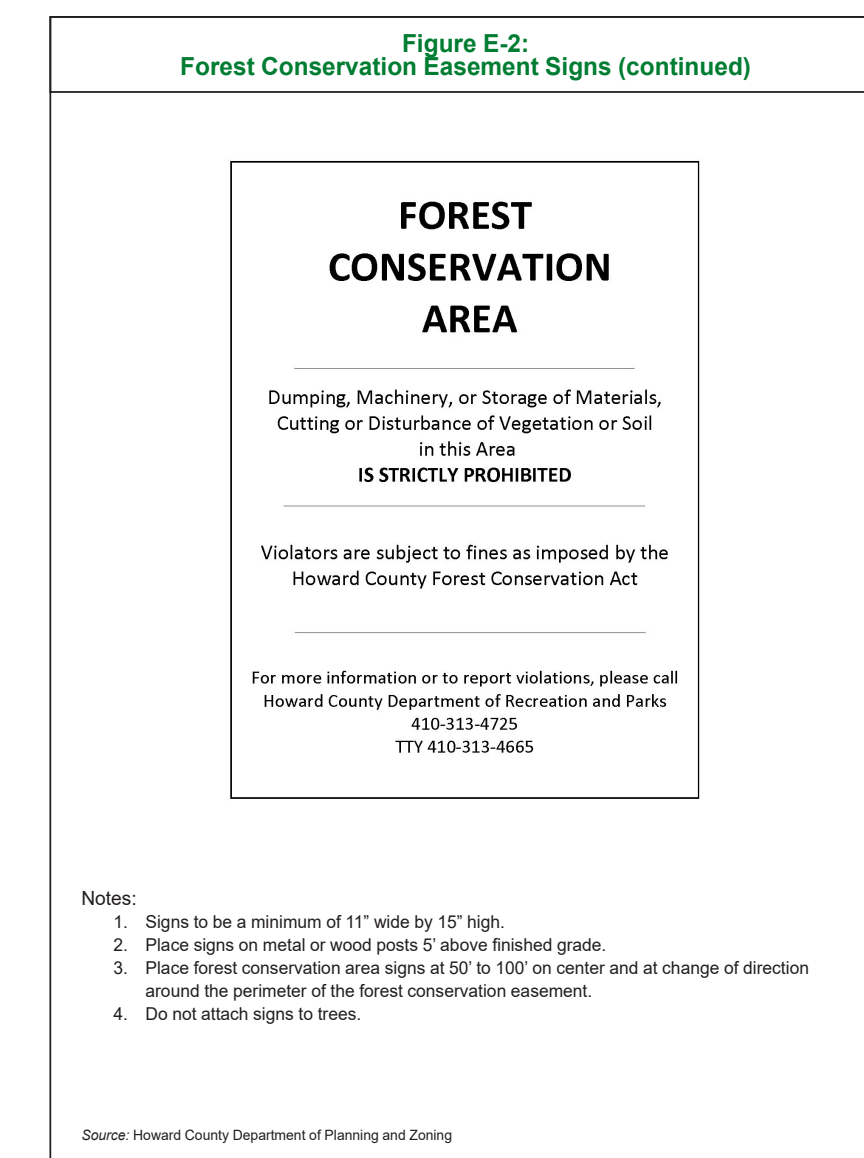 Figure E-2:
Forest Conservation Easement Signs (continued)
FOREST
CONSERVATION
AREA
Dumping, Machinery, or Storage of Materials,
Cutting or Disturbance of Vegetation or Soil
in this Area
IS STRICTLY PROHIBITED
Violators are subject to fines as imposed by the
Howard County Forest Conservation Act
For more information or to report violations, please call
Howard County Department of Recreation and Parks
410-313-4725
TTY 410-313-4665
Notes:
1. Signs to be a minimum of 11” wide by 15” high.
2. Place signs on metal or wood posts 5’ above finished grade.
3. Place forest conservation area signs at 50’ to 100’ on center and at change of direction
around the perimeter of the forest conservation easement.
4. Do not attach signs to trees.
Source: Howard County Department of Planning and Zoning